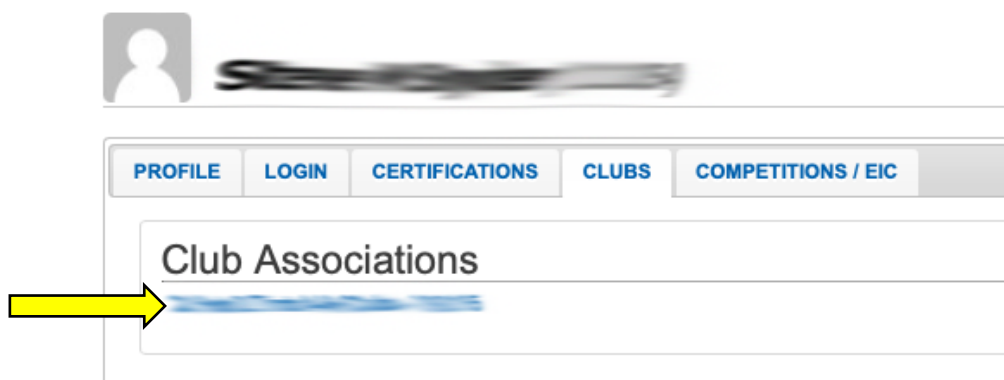 PROFILE LOGIN CERTIFICATIONS CLUBS COMPETITIONS / EIC
Club Associations